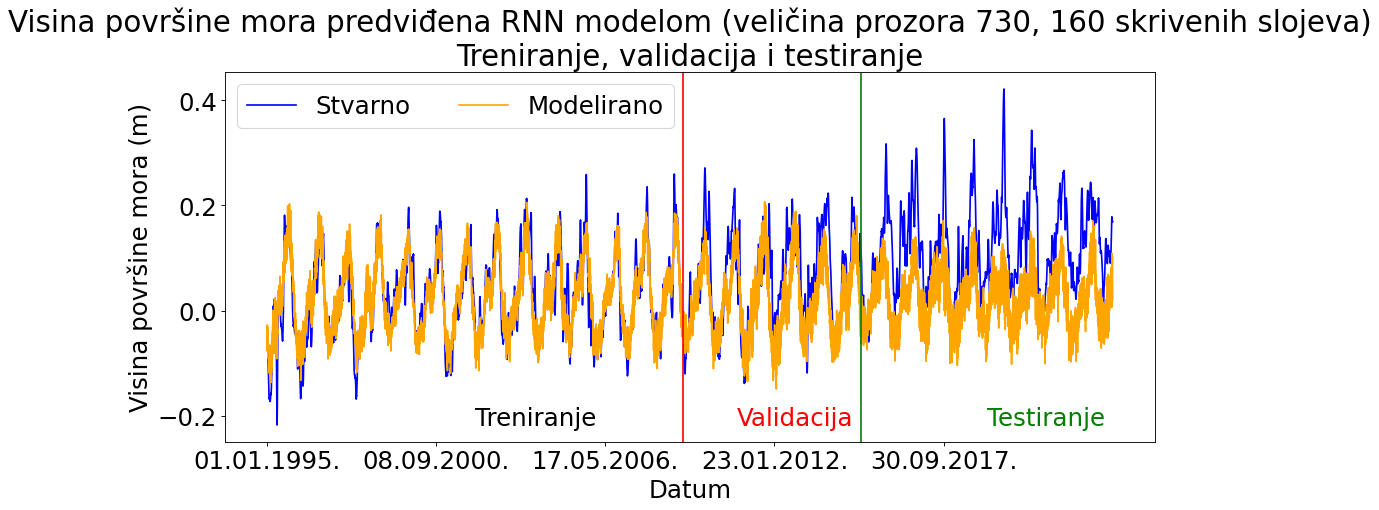 Visina površine mora predviđena RNN modelom (veličina prozora 730, 160 skrivenih slojeva)
Treniranje, validacija i testiranje
Stvarno
Modelirano
Visina površine mora (m)
0.4
0.2
0.0
−0.2
Treniranje
Validacija
Testiranje
01.01.1995.
08.09.2000.
17.05.2006.
23.01.2012.
30.09.2017.
Datum